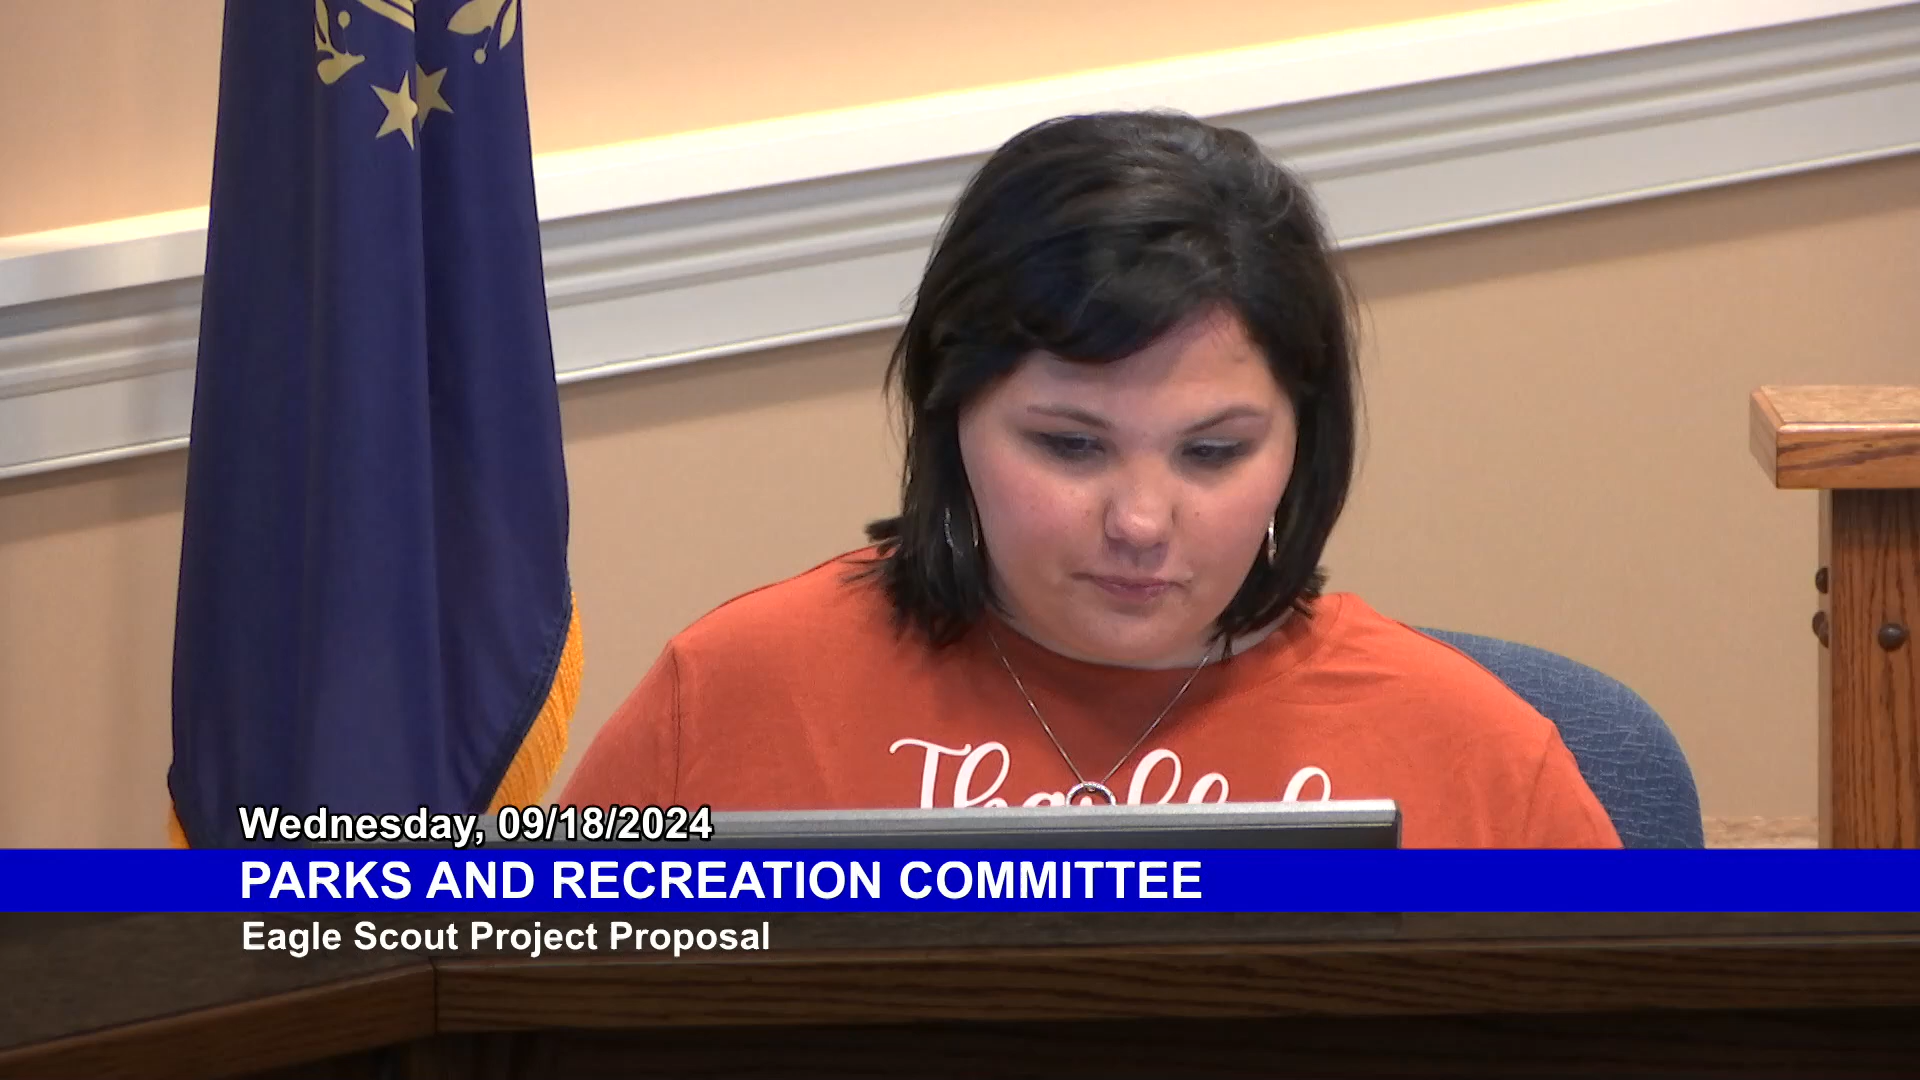 Wednesday, 09/18/2024
PARKS AND RECREATION COMMITTEE
Eagle Scout Project Proposal